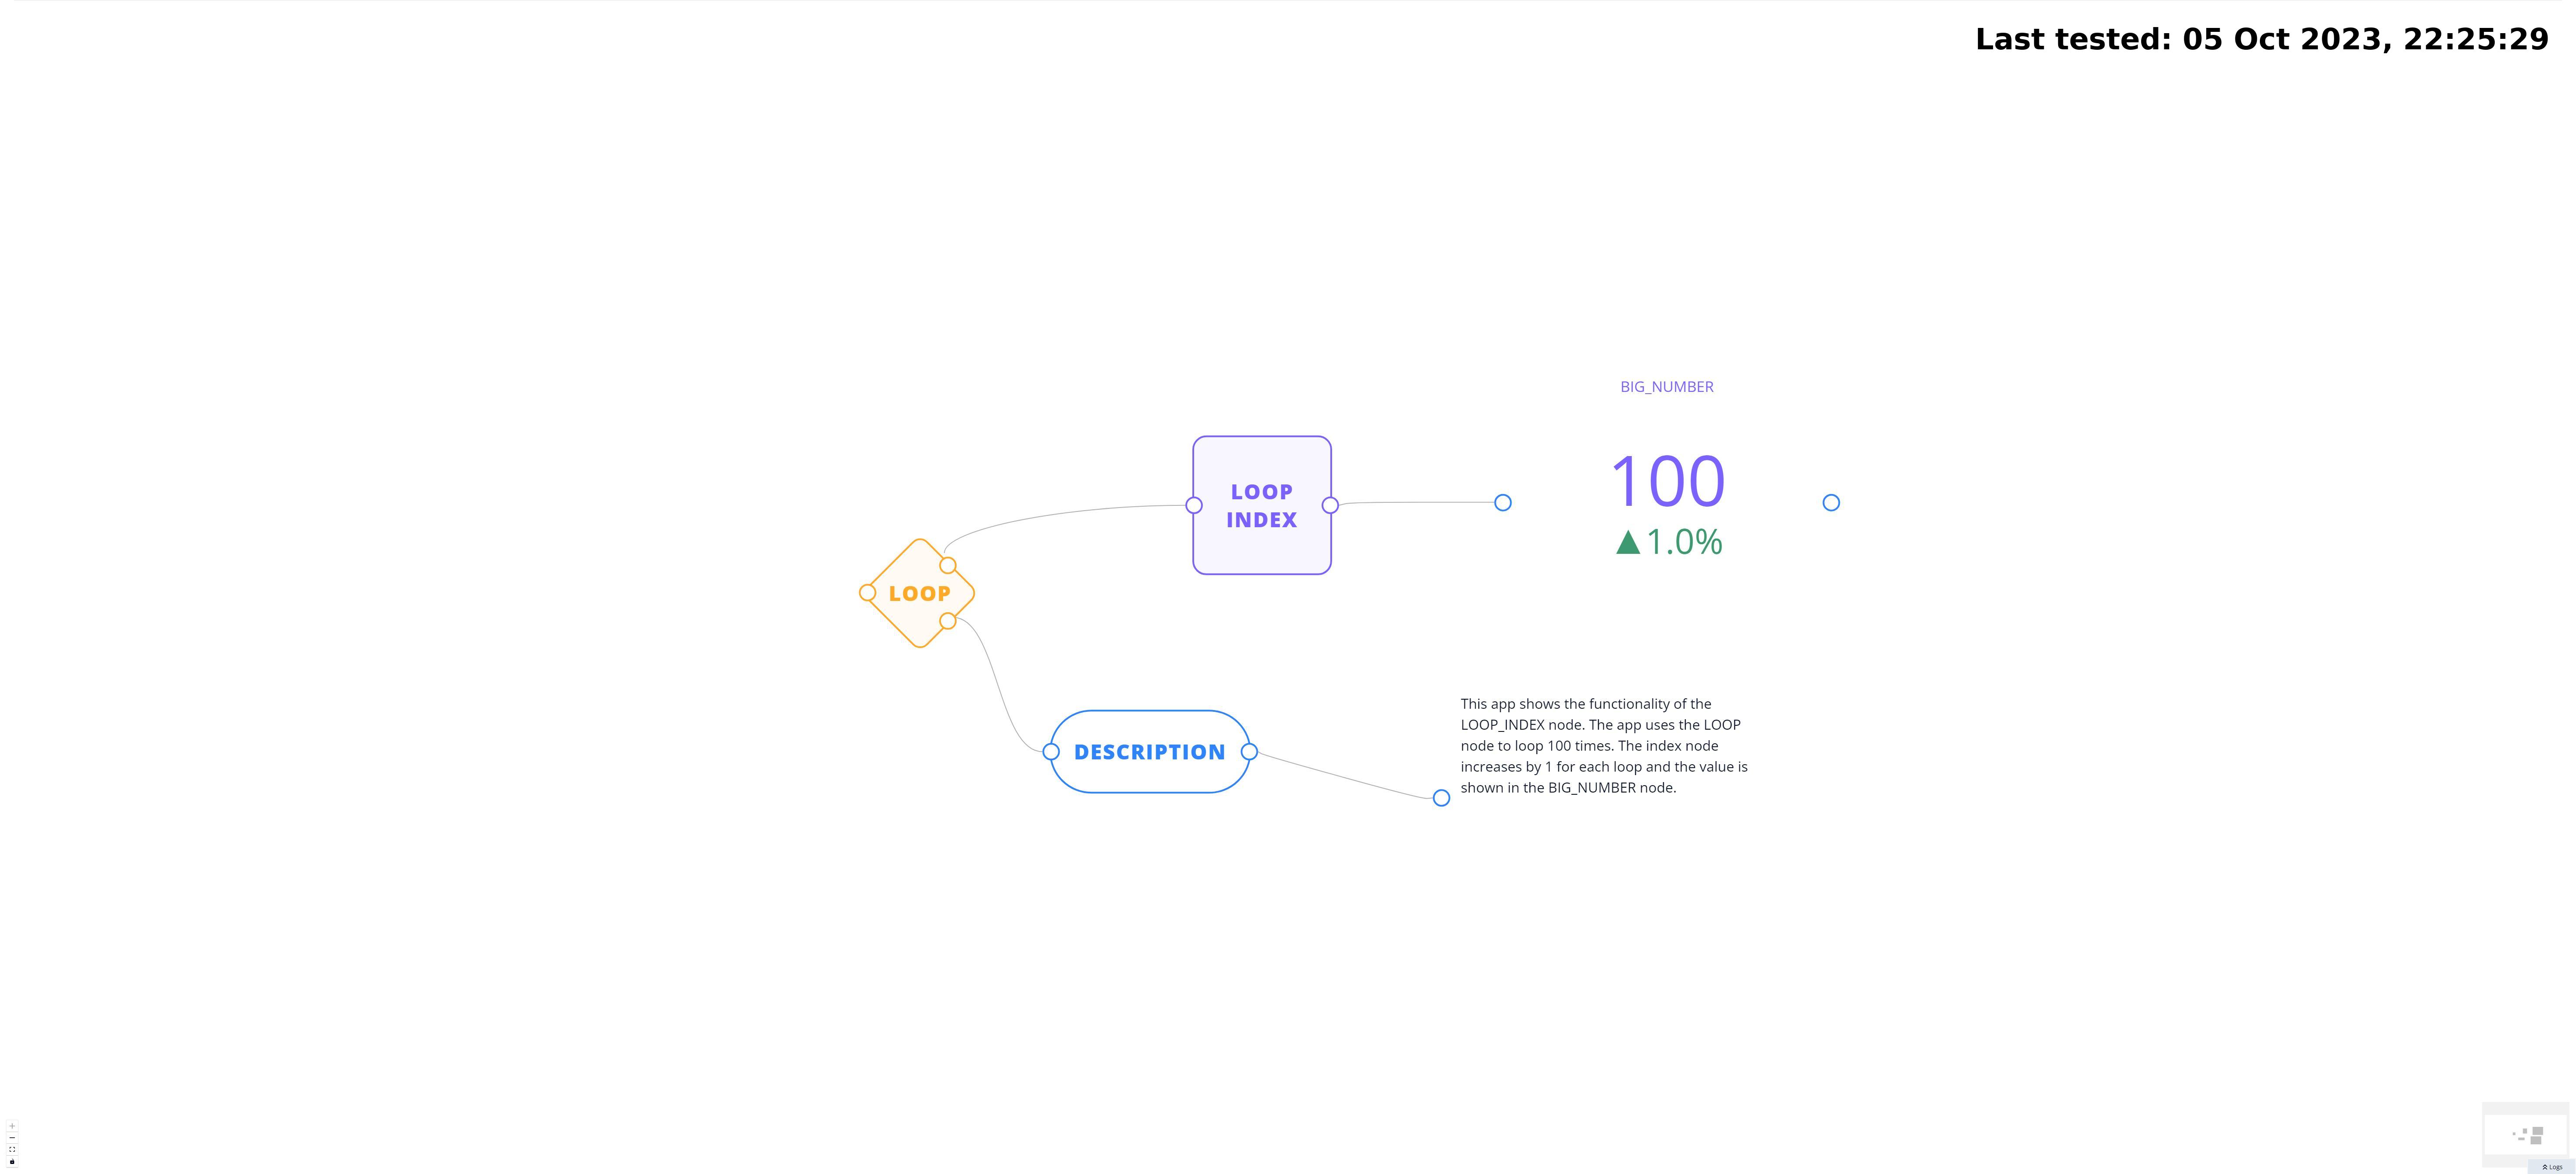 Last tested: 05 Oct 2023, 22:25:29
BIG_NUMBER
LOOP
INDEX
100
▲1.0%
LOOP
This app shows the functionality of the
LOOP_INDEX node. The app uses the LOOP
node to loop 100 times. The index node
increases by 1 for each loop and the value is
shown in the BIG_NUMBER node.
DESCRIPTION
Logs